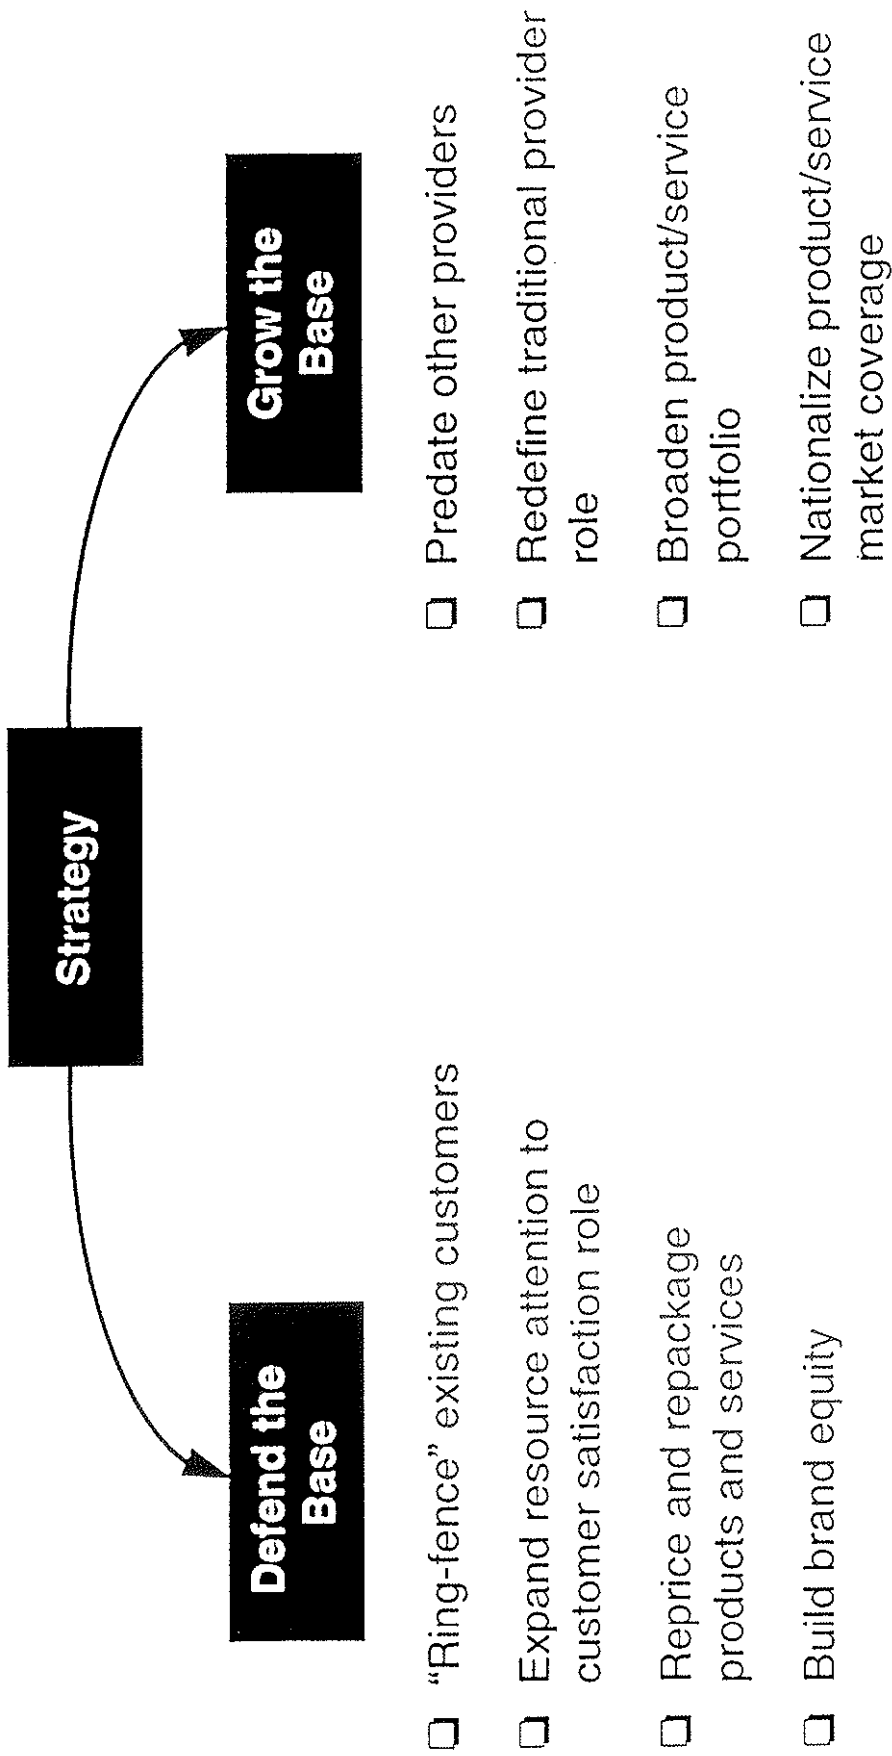 Strategy
Defend the
Base
“Ring-fence” existing customers
Expand resource attention to
customer satisfaction role
Reprice and repackage
products and services
Build brand equity
Grow the
Base
Predate other providers
Redefine traditional provider
role
Broaden product/service
portfolio
Nationalize product/service
market coverage